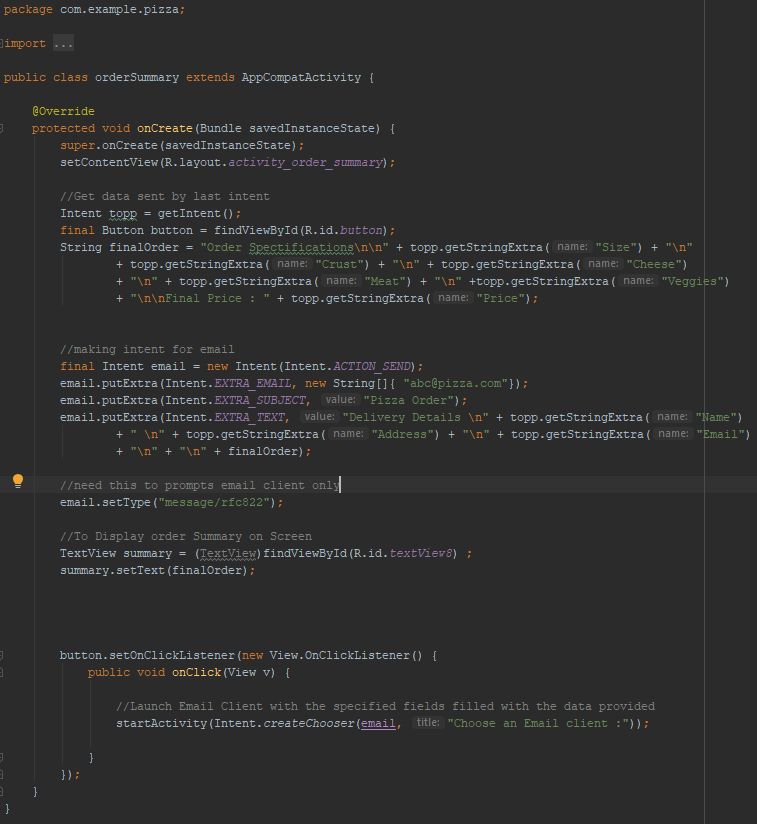 package com.example.pizza;
import ...
public class orderSummary extends AppCompatActivity {
@Override
protected void onCreate(Bundle savedInstanceState) {
super.onCreate(savedInstanceState);
setContentView(R.layout.activity_order_summary);
//Get data sent by last intent
Intent topp = getIntent();
final Button button = findViewById(R.id.button);
String finalOrder = "Order Spectifications\n\n" + topp.getStringExtra( name: "Size") + "\n"
+ topp.getStringExtra( name: "Crust") + "\n" + topp.getStringExtra( name: "Cheese")
+ "\n" + topp.getStringExtra( name: "Meat") + "\n" +topp.getStringExtra( name: "Veggies")
+ "\n\nFinal Price : " + topp.getStringExtra( name: "Price");
//making intent for email
final Intent email = new Intent(Intent.ACTION_SEND);
email.putExtra(Intent.EXTRA_EMAIL, new String[]{ "abc@pizza.com"});
email.putExtra(Intent.EXTRA_SUBJECT, value: "Pizza Order");
email.putExtra(Intent.EXTRA_TEXT, value: "Delivery Details \n" + topp.getStringExtra( name: "Name")
+ " \n" + topp.getStringExtra( name: "Address") + "\n" + topp.getStringExtra( name: "Email")
+ "\n" + "\n" + finalOrder);
//need this to prompts email client only
email.setType("message/rfc822");
//To Display order Summary on Screen
TextView summary = (TextView)findViewById(R.id.textView8) ;
summary.setText(finalOrder);
button.setOnClickListener(new View.OnClickListener() {
public void onClick(View v) {
//Launch Email Client with the specified fields filled with the data provided
startActivity(Intent.createChooser(email, title: "Choose an Email client :"));
}
});
}
}